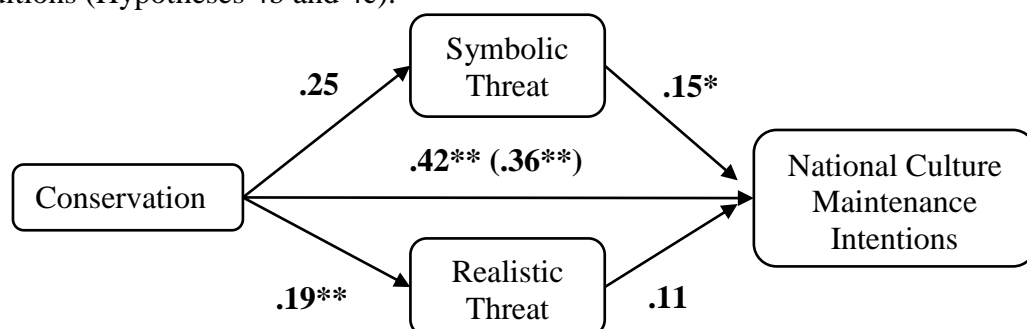 (Hypotheses 4b and 4c).
Symbolic
Threat
.25
.15*
.42** (.36**)
Conservation
National Culture
Maintenance
Intentions
Realistic
Threat
.19**
.11